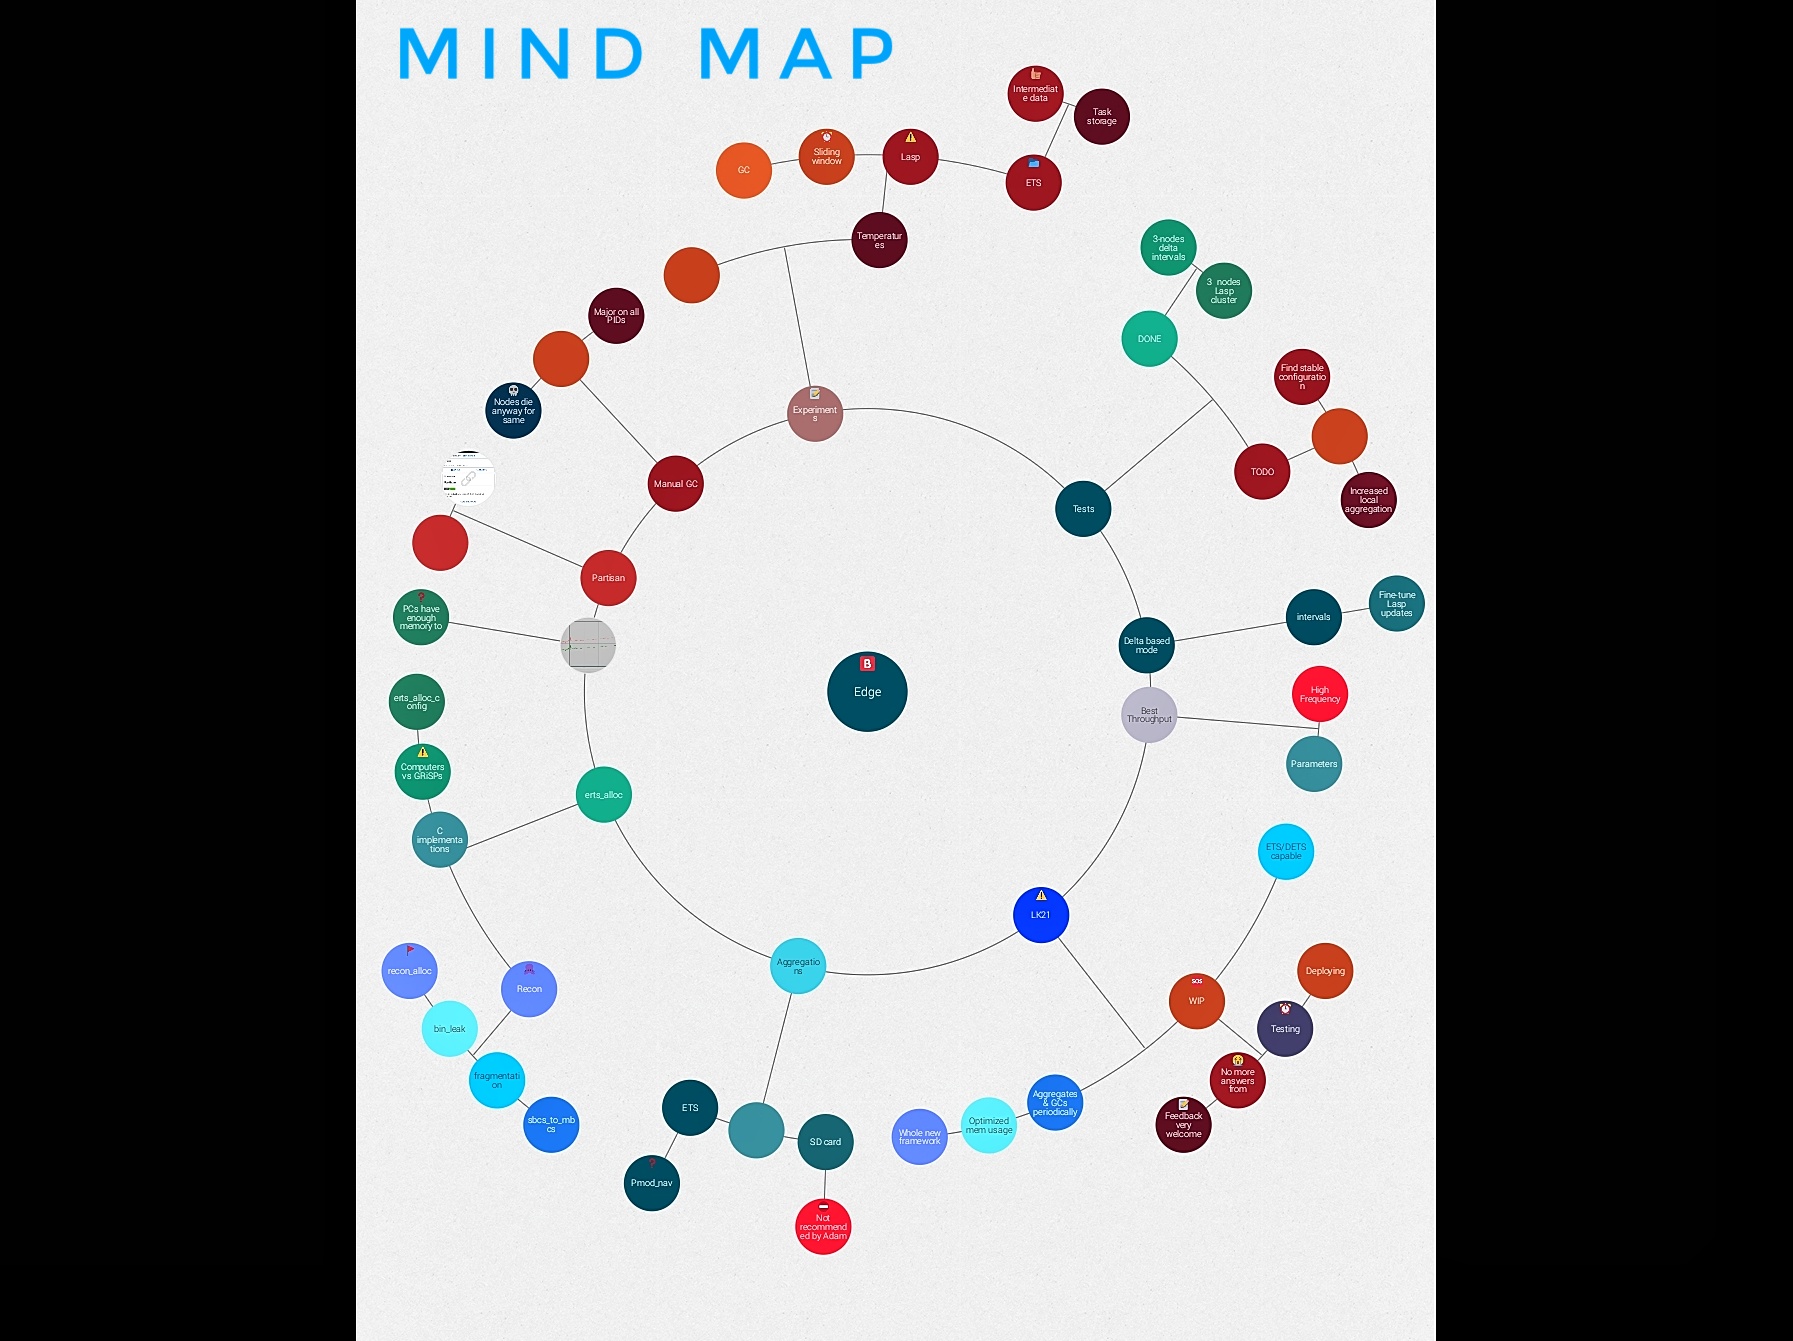 MIND MAP
Intermediat
e data
Task
storage
GC
Sliding
window
Lasp
ETS
Temperatur
es
3-nodes
delta
intervals
3 nodes
Lasp
cluster
DONE
Major on all
PIDs
Nodes die
anyway for
same
Find stable
configuratio
n
TODO
Increased
local
aggregation
Experiment
s
Manual GC
Tests
Partisan
PCs have
enough
memory to
Delta based
mode
intervals
Fine-tune
Lasp
updates
B
Edge
High
Frequency
Best
Throughput
Parameters
erts_alloc_c
onfig
Computers
vs GRiSPs
erts_alloc
C
implementa
tions
ETS/DETS
capable
LK21
Aggregatio
ns
recon_alloc
Recon
bin_leak
fragmentati
on
sbcs_to_mb
cs
SOS
WIP
Deploying
Testing
No more
answers
from
Feedback
very
welcome
Aggregates
& GCs
periodically
Optimized
mem usage
Whole new
framework
ETS
SD card
Pmod_nav
Not
recommend
ed by Adam